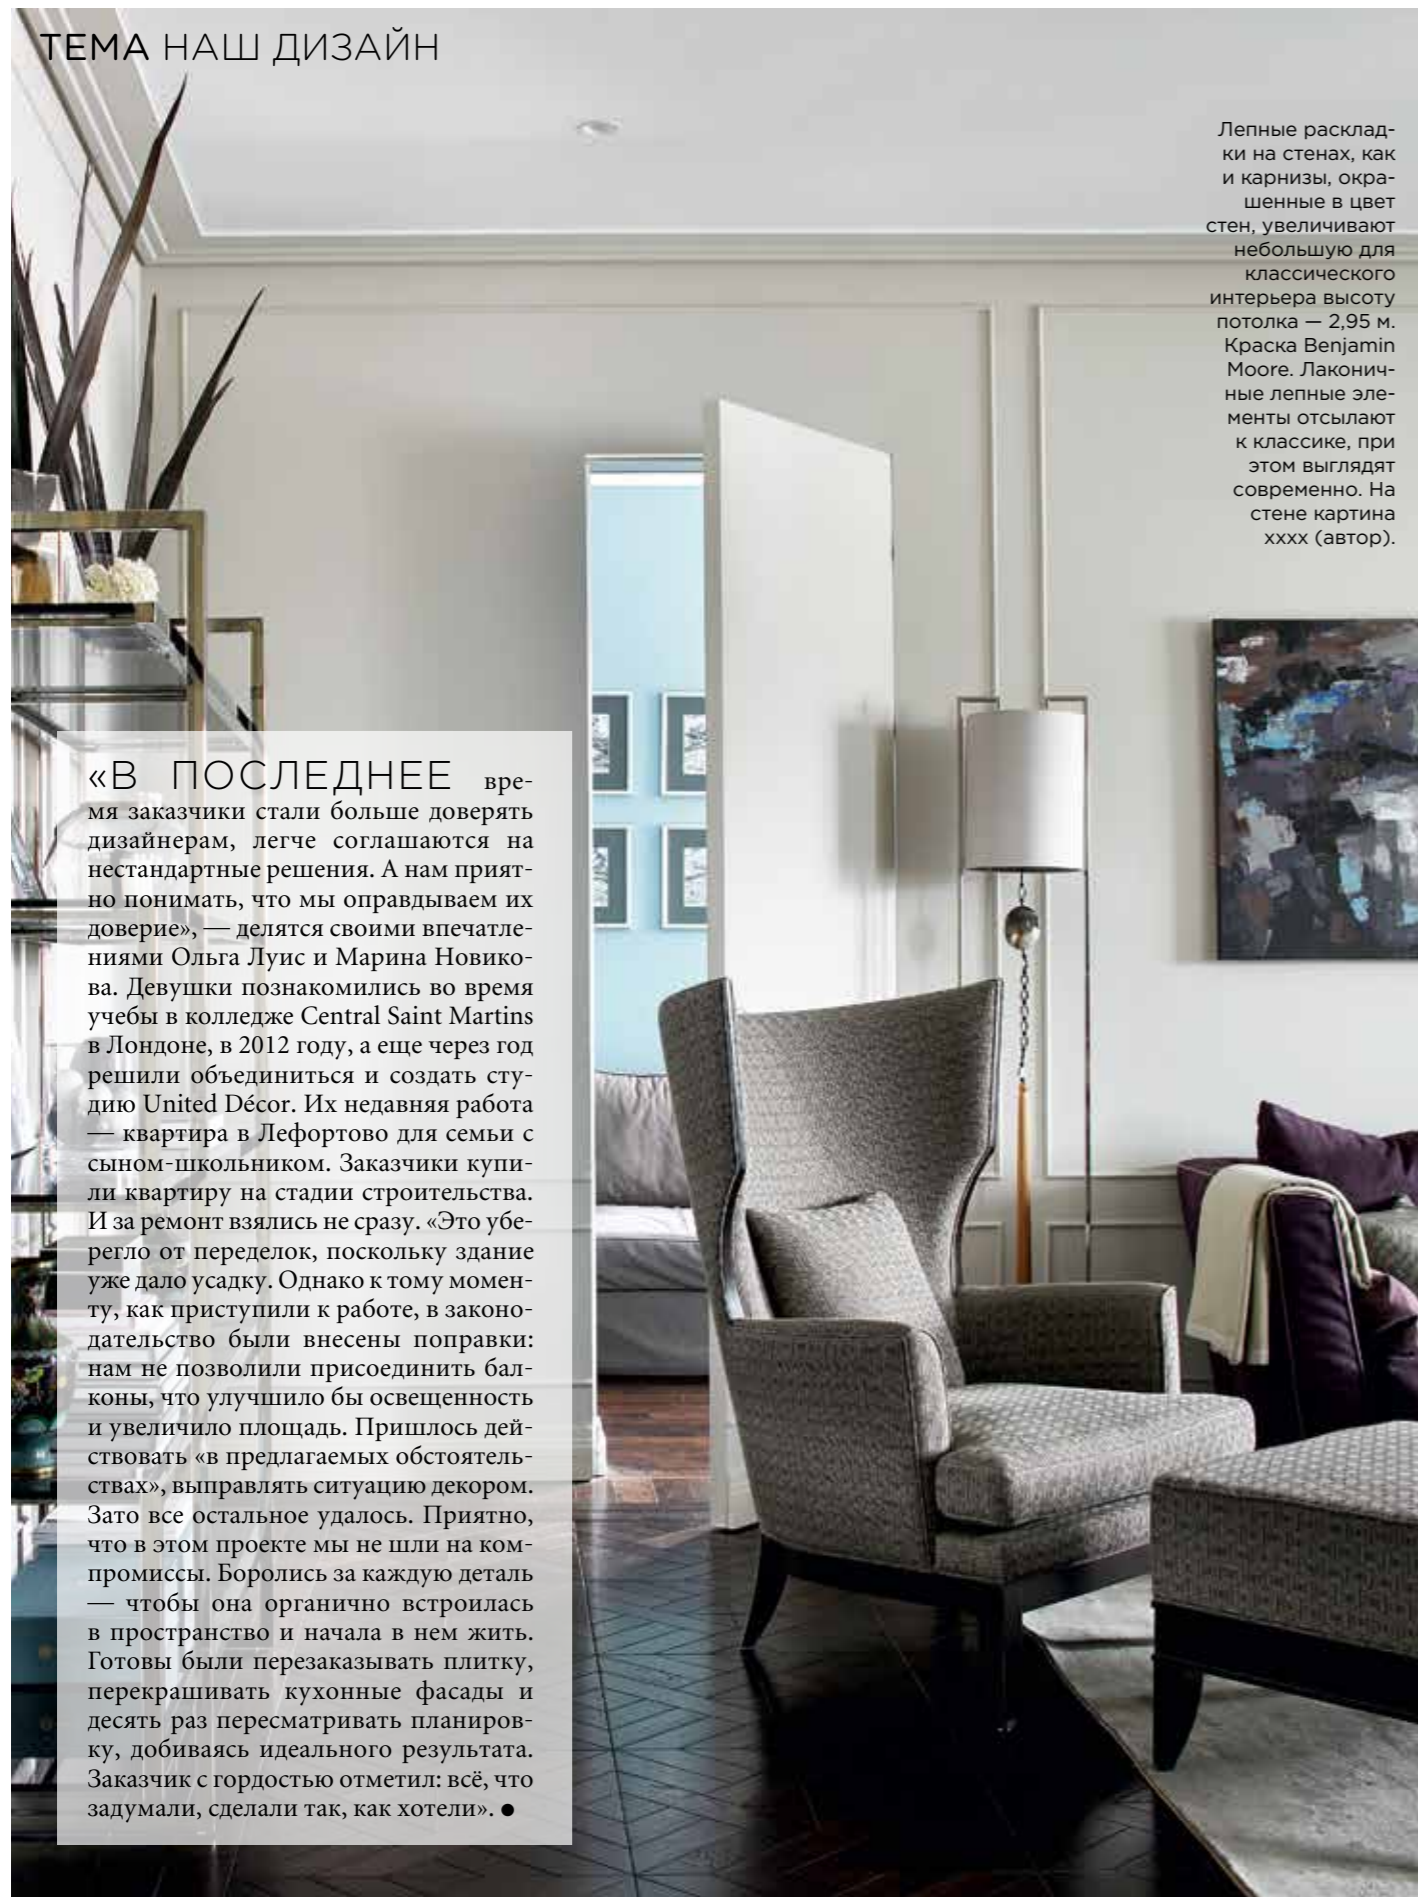 ТЕМА НАШ ДИЗАЙН
Лепные расклад-
ки на стенах, как
и карнизы, окра-
шенные в цвет
стен, увеличивают
небольшую для
классического
интерьера высоту
потолка — 2,95 м.
Краска Benjamin
Moore. Лаконич-
ные лепные эле-
менты отсылают
к классике, при
этом выглядят
современно. На
стене картина
хххх (автор).
«В ПОСЛЕДНЕЕ вре-
мя заказчики стали больше доверять
дизайнерам, легче соглашаются на
нестандартные решения. А нам прият-
но понимать, что мы оправдываем их
доверие», — делятся своими впечатле-
ниями Ольга Луис и Марина Новико-
ва. Девушки познакомились во время
учебы в колледже Central Saint Martins
в Лондоне, в 2012 году, а еще через год
решили объединиться и создать сту-
дию United Décor. Их недавняя работа
— квартира в Лефортово для семьи с
сыном-школьником. Заказчики купи-
ли квартиру на стадии строительства.
И за ремонт взялись не сразу. «Это убе-
регло от переделок, поскольку здание
уже дало усадку. Однако к тому момен-
ту, как приступили к работе, в законо-
дательство были внесены поправки:
нам не позволили присоединить бал-
коны, что улучшило бы освещенность
и увеличило площадь. Пришлось дей-
ствовать «в предлагаемых обстоятель-
ствах», выправлять ситуацию декором.
Зато все остальное удалось. Приятно,
что в этом проекте мы не шли на ком-
промиссы. Боролись за каждую деталь
— чтобы она органично встроилась
в пространство и начала в нем жить.
Готовы были перезаказывать плитку,
перекрашивать кухонные фасады и
десять раз пересматривать планиров-
ку, добиваясь идеального результата.
Заказчик с гордостью отметил: всё, что
задумали, сделали так, как хотели». ●